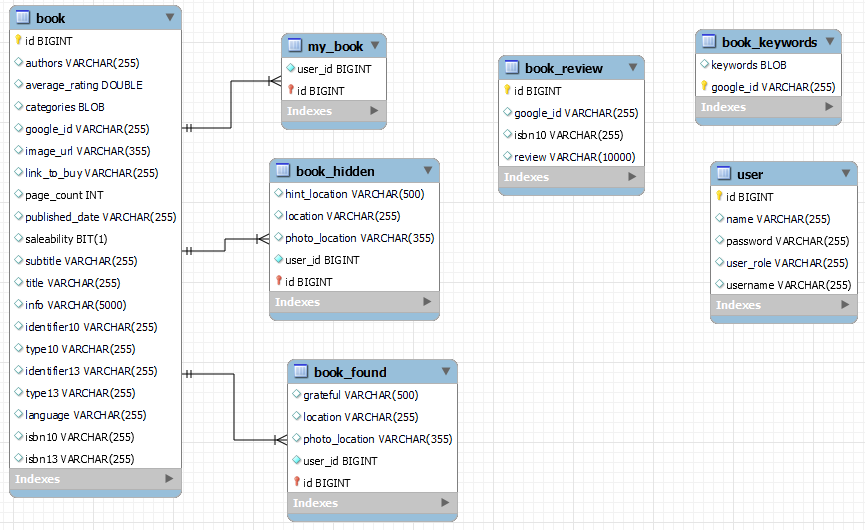 book
id BIGINT
authors VARCHAR(255)
average_rating DOUBLE
categories BLOB
google_id VARCHAR(255)
image_url VARCHAR(355)
link_to_buy VARCHAR(255)
page_count INT
published_date VARCHAR(255)
saleability BIT(1)
subtitle VARCHAR(255)
title VARCHAR(255)
info VARCHAR(5000)
identifier10 VARCHAR(255)
type10 VARCHAR(255)
identifier13 VARCHAR(255)
type13 VARCHAR(255)
language VARCHAR(255)
isbn10 VARCHAR(255)
isbn13 VARCHAR(255)
Indexes
my_book
user_id BIGINT
id BIGINT
Indexes
book_hidden
hint_location VARCHAR(500)
location VARCHAR(255)
photo_location VARCHAR(355)
user_id BIGINT
id BIGINT
Indexes
book_found
grateful VARCHAR(500)
location VARCHAR(255)
photo_location VARCHAR(355)
user_id BIGINT
id BIGINT
Indexes
book_review
id BIGINT
google_id VARCHAR(255)
isbn10 VARCHAR(255)
review VARCHAR(10000)
Indexes
book_keywords
keywords BLOB
google_id VARCHAR(255)
Indexes
user
id BIGINT
name VARCHAR(255)
password VARCHAR(255)
user_role VARCHAR(255)
username VARCHAR(255)
Indexes